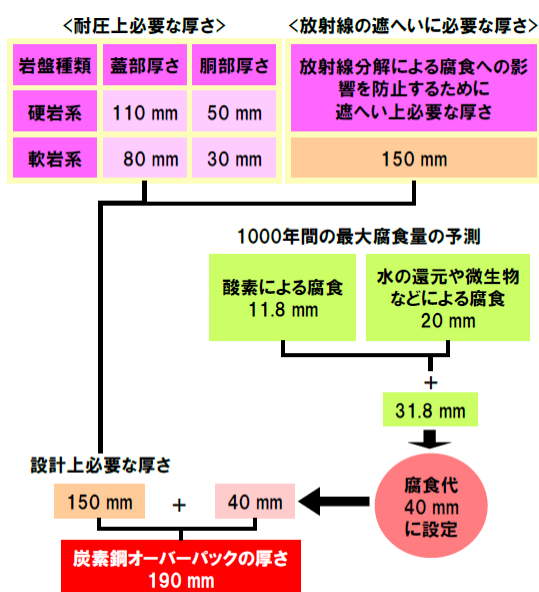 <耐圧上必要な厚さ>
岩盤種類 蓋部厚さ 胴部厚さ
硬岩系 110 mm 50 mm
軟岩系 80 mm 30 mm
<放射線の遮へいに必要な厚さ>
放射線分解による腐食への影
響を防止するために
遮へい上必要な厚さ
150 mm
1000年間の最大腐食量の予測
酸素による腐食
11.8 mm
水の還元や微生物
などによる腐食
20 mm
+
31.8 mm
腐食代
40 mm
に設定
設計上必要な厚さ
150 mm + 40 mm
炭素鋼オーバーパックの厚さ
190 mm